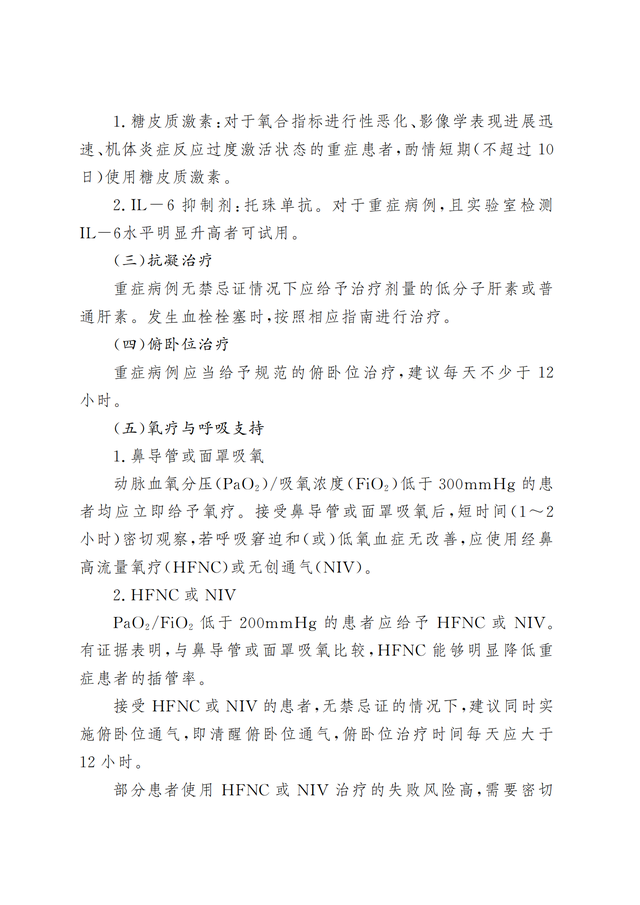 1. 糖皮质激素:对于氧合指标进行性恶化、影像学表现进展迅
速、机体炎症反应过度激活状态的重症患者,酌情短期(不超过 10
日)使用糖皮质激素。
2. IL－6 抑制剂:托珠单抗。对于重症病例,且实验室检测
IL－6水平明显升高者可试用。
(三)抗凝治疗
重症病例无禁忌证情况下应给予治疗剂量的低分子肝素或普
通肝素。发生血栓栓塞时,按照相应指南进行治疗。
(四)俯卧位治疗
重症病例应当给予规范的俯卧位治疗,建议每天不少于 12
小时。
(五)氧疗与呼吸支持
1. 鼻导管或面罩吸氧
动脉血氧分压(PaO₂)/吸氧浓度(FiO₂)低于 300mmHg 的患
者均应立即给予氧疗。接受鼻导管或面罩吸氧后,短时间(1～2
小时)密切观察,若呼吸窘迫和(或)低氧血症无改善,应使用经鼻
高流量氧疗(HFNC)或无创通气(NIV)。
2. HFNC 或 NIV
PaO₂/FiO₂ 低于 200mmHg 的患者应给予 HFNC 或 NIV。
有证据表明,与鼻导管或面罩吸氧比较,HFNC 能够明显降低重
症患者的插管率。
接受 HFNC 或 NIV 的患者,无禁忌证的情况下,建议同时实
施俯卧位通气,即清醒俯卧位通气,俯卧位治疗时间每天应大于
12 小时。
部分患者使用 HFNC 或 NIV 治疗的失败风险高,需要密切